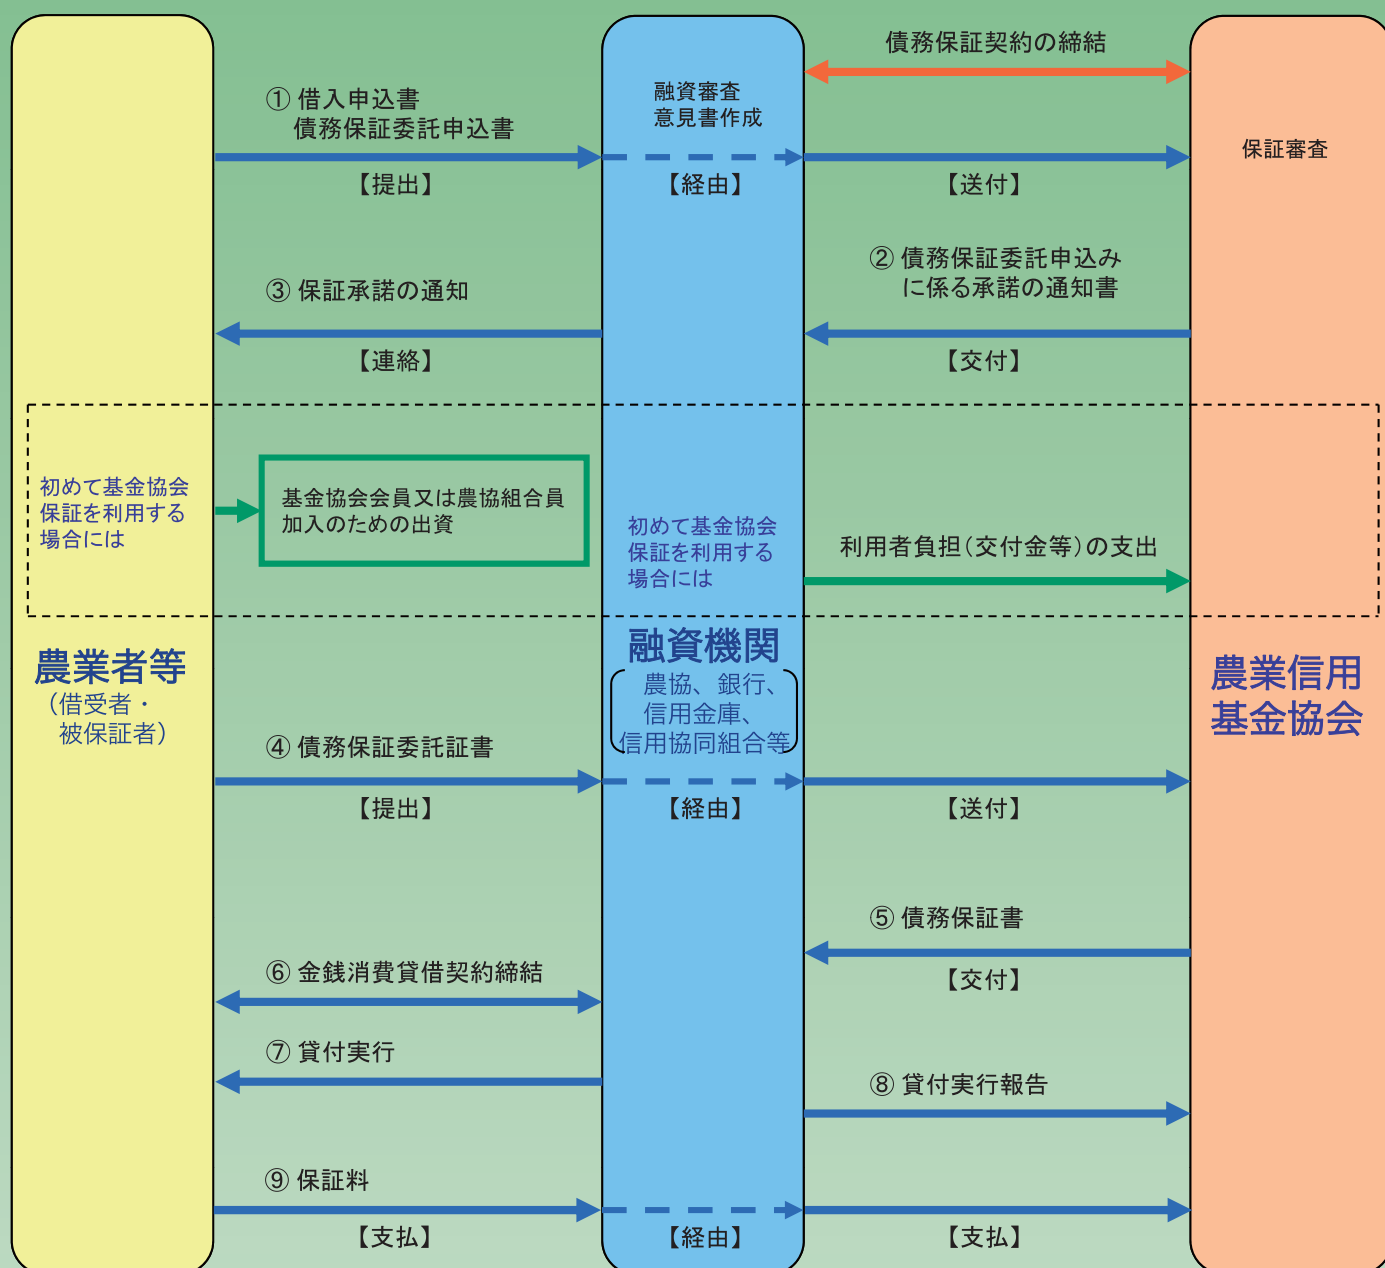 債務保証契約の締結
① 借入申込書
債務保証委託申込書
融資審査
意見書作成
保証審査
【提出】
【経由】
【送付】
② 債務保証委託申込み
に係る承諾の通知書
③ 保証承諾の通知
【連絡】
【交付】
初めて基金協会
保証を利用する
場合には
基金協会会員又は農協組合員
加入のための出資
初めて基金協会
保証を利用する
場合には
利用者負担（交付金等）の支出
農業者等
（借受者・
被保証者）
融資機関
農協、銀行、
信用金庫、
信用協同組合等
農業信用
基金協会
④ 債務保証委託証書
【提出】
【経由】
【送付】
⑤ 債務保証書
【交付】
⑥ 金銭消費貸借契約締結
⑦ 貸付実行
⑧ 貸付実行報告
⑨ 保証料
【支払】
【経由】
【支払】